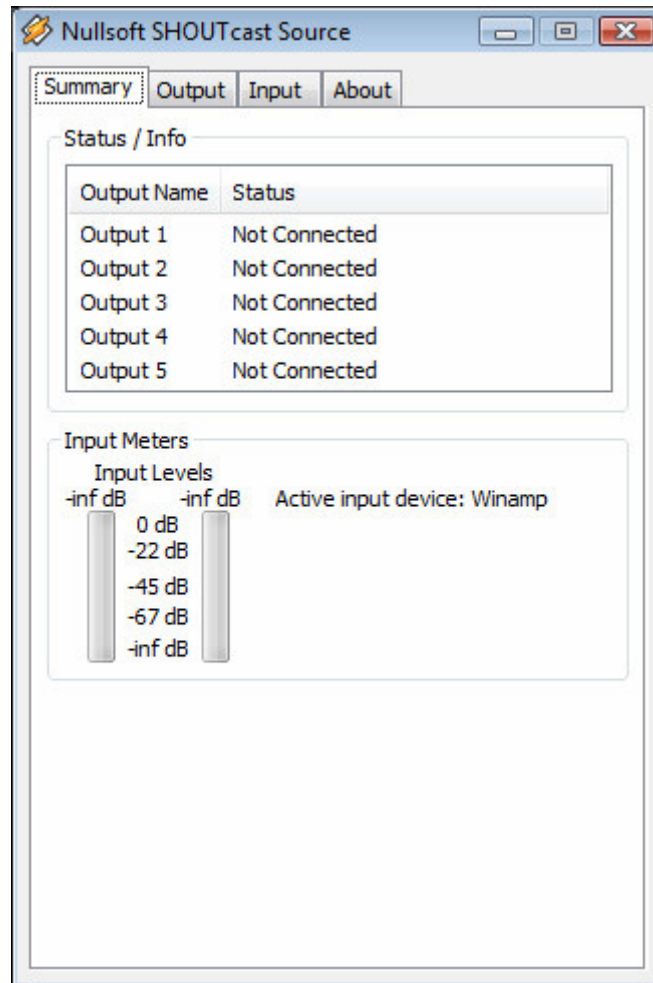 Nullsoft SHOUTcast Source
Summary Output Input About
Status / Info
Output Name Status
Output 1 Not Connected
Output 2 Not Connected
Output 3 Not Connected
Output 4 Not Connected
Output 5 Not Connected
Input Meters
Input Levels
-inf dB -inf dB Active input device: Winamp
0 dB
-22 dB
-45 dB
-67 dB
-inf dB